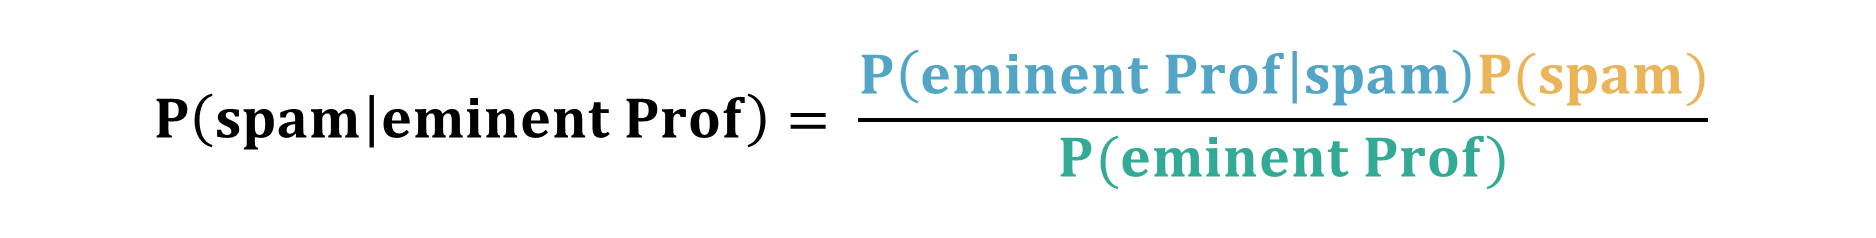 P(spam|eminent Prof) = P(eminent Prof|spam)P(spam)
P(eminent Prof)